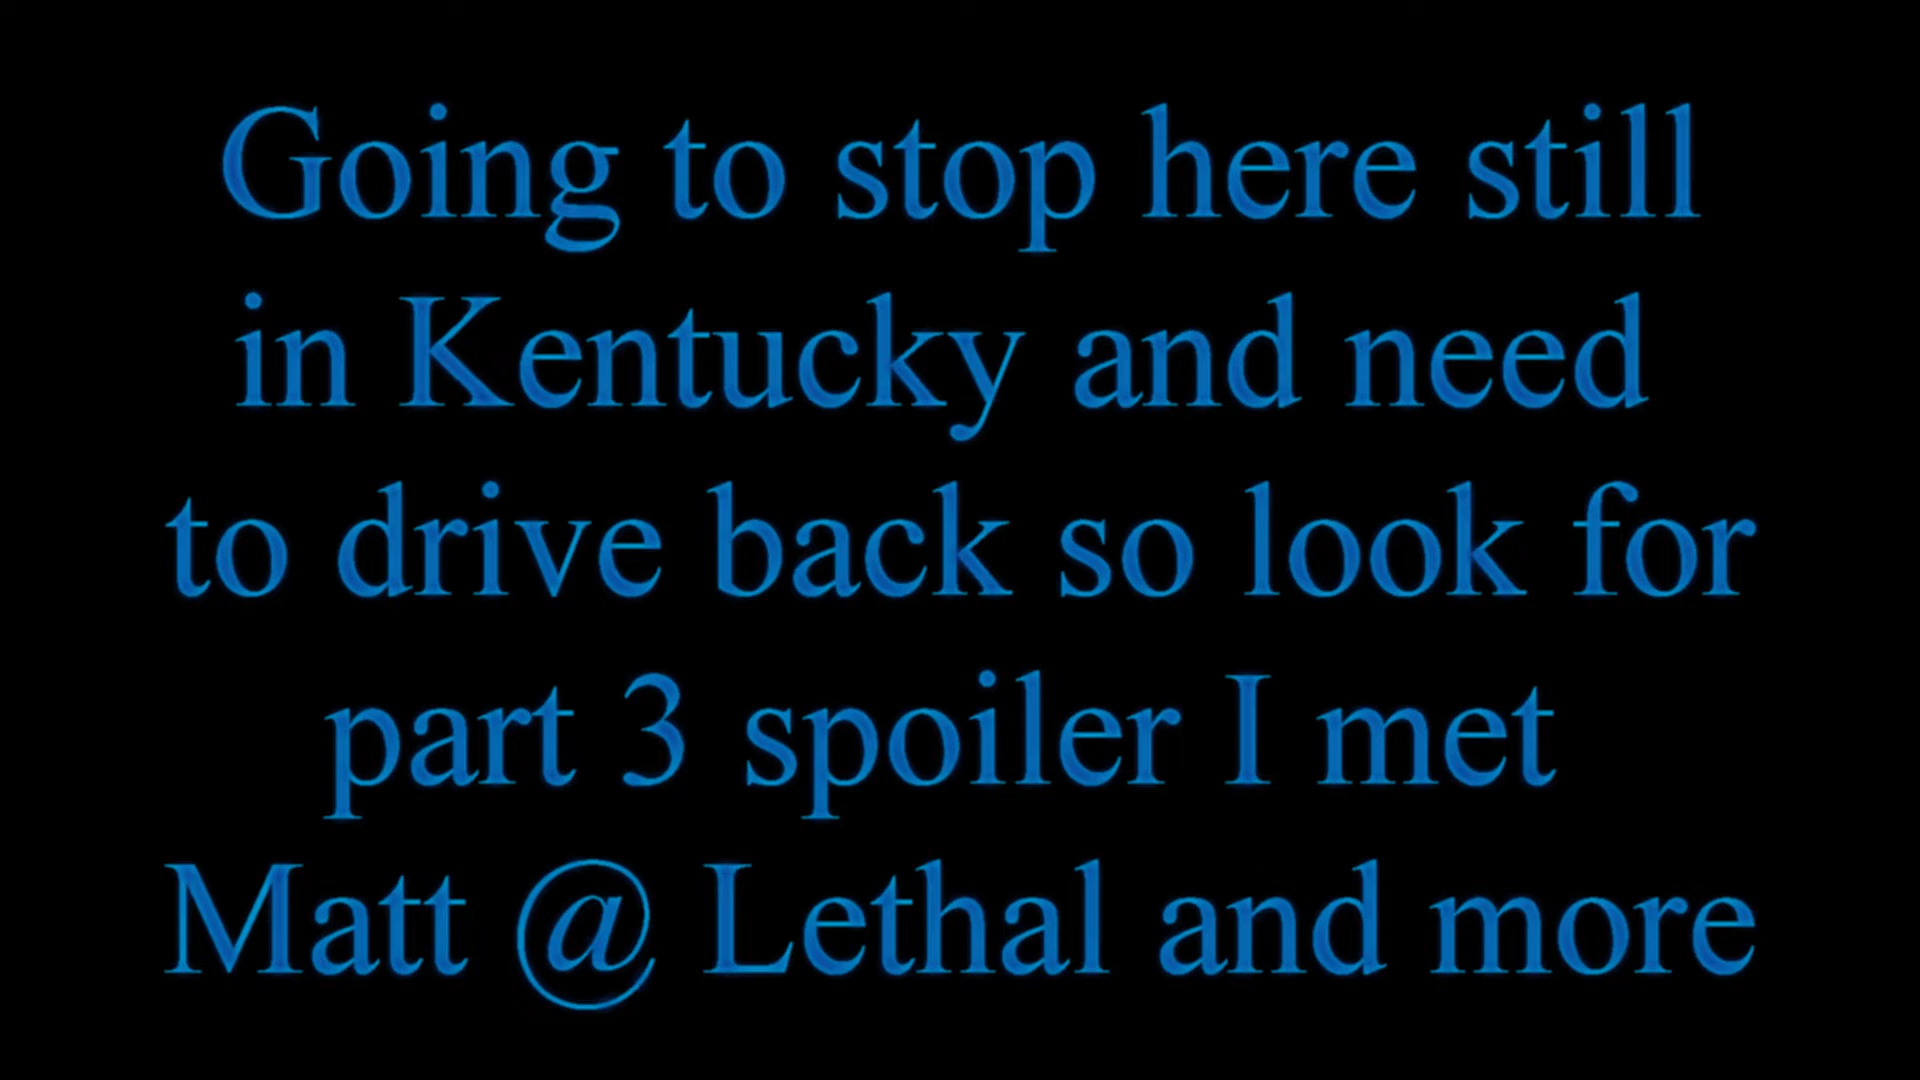 Going to stop here still
in Kentucky and need
to drive back so look for
part 3 spoiler I met
Matt @ Lethal and more